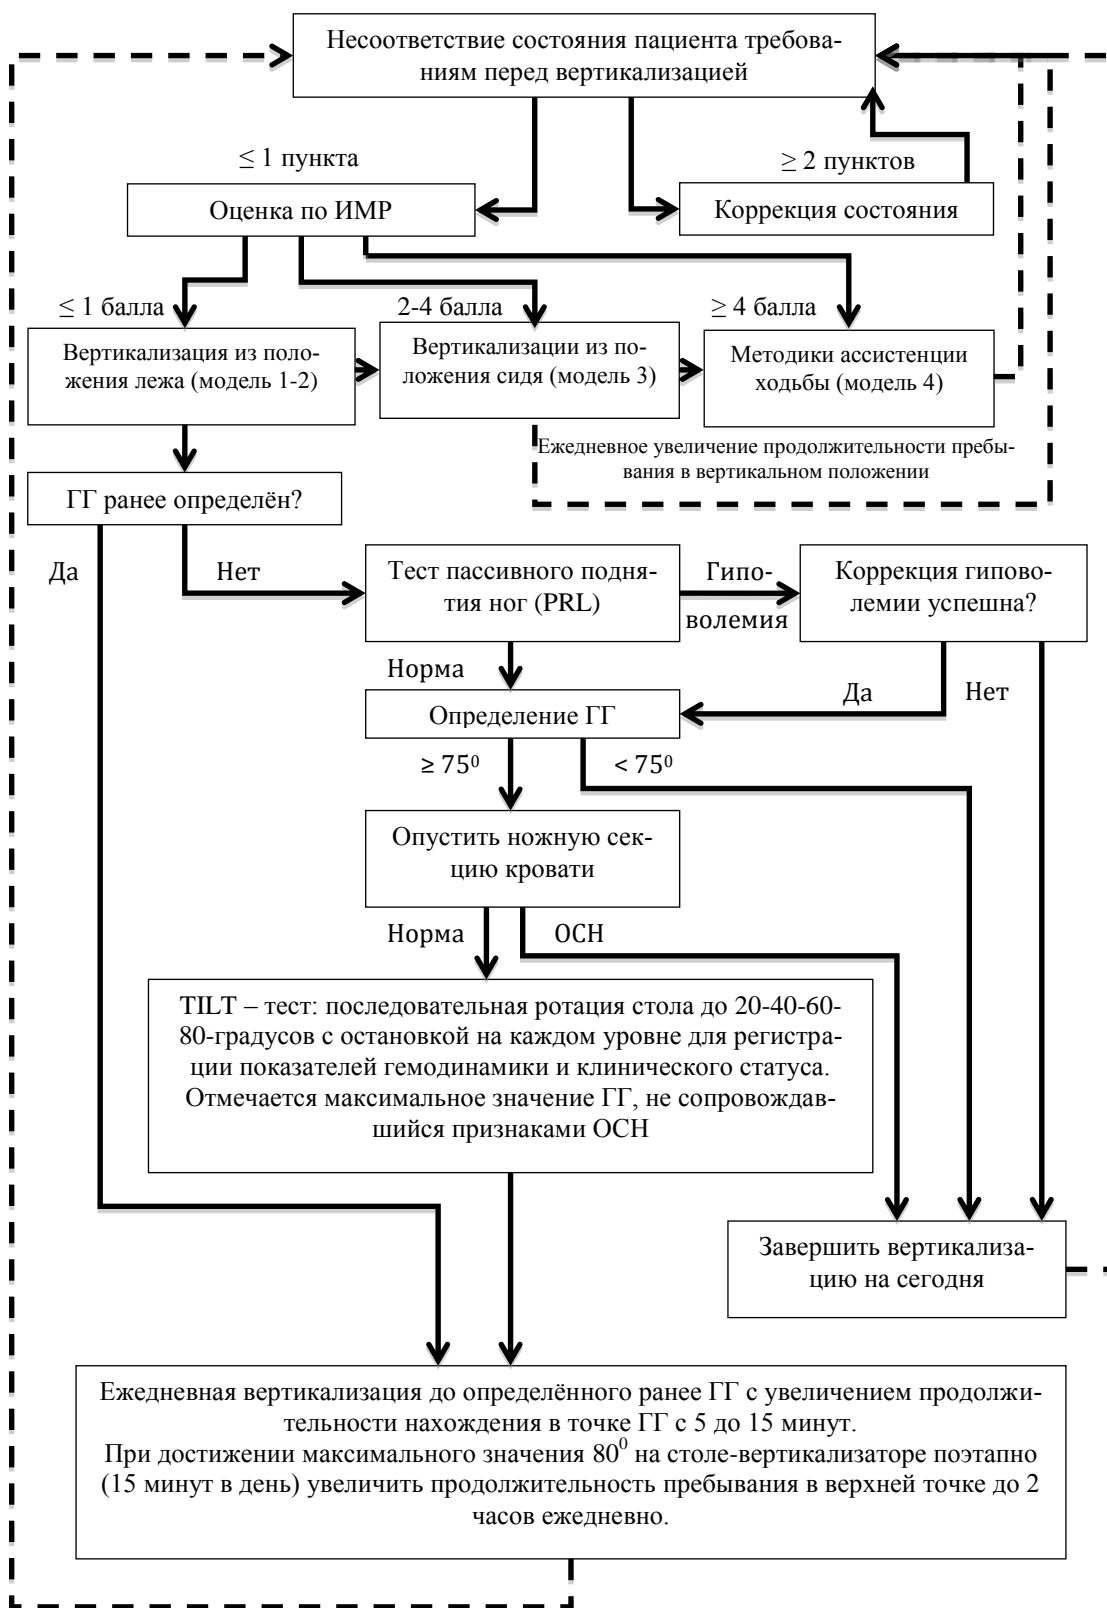 Несоответствие состояния пациента требова-
ниям перед вертикализацией
≤ 1 пункта
≥ 2 пунктов
Оценка по ИМР
Коррекция состояния
≤ 1 балла
2-4 балла
≥ 4 балла
Вертикализация из поло-
жения лежа (модель 1-2)
Вертикализации из по-
ложения сидя (модель 3)
Методики ассистенции
ходьбы (модель 4)
Ежедневное увеличение продолжительности пребы-
вания в вертикальном положении
ГГ ранее определён?
Да
Нет
Тест пассивного подня-
тия ног (PRL)
Гипо-
волемия
Коррекция гипово-
лемии успешна?
Норма
Да
Нет
Определение ГГ
≥ 75⁰
< 75⁰
Опустить ножную сек-
цию кровати
Норма
ОСН
TILT – тест: последовательная ротация стола до 20-40-60-
80-градусов с остановкой на каждом уровне для регистра-
ции показателей гемодинамики и клинического статуса.
Отмечается максимальное значение ГГ, не сопровождав-
шийся признаками ОСН
Завершить вертикализа-
цию на сегодня
Ежедневная вертикализация до определённого ранее ГГ с увеличением продолжи-
тельности нахождения в точке ГГ с 5 до 15 минут.
При достижении максимального значения 80⁰ на столе-вертикализаторе поэтапно
(15 минут в день) увеличить продолжительность пребывания в верхней точке до 2
часов ежедневно.